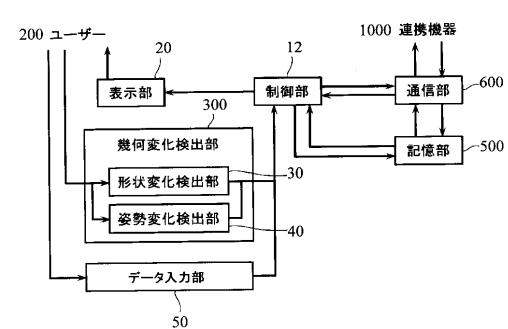 200 ユーザー
1000 連携機器
20
12
表示部
制御部
通信部
600
300
幾何変化検出部
記憶部
500
形状変化検出部
30
姿勢変化検出部
40
データ入力部
50